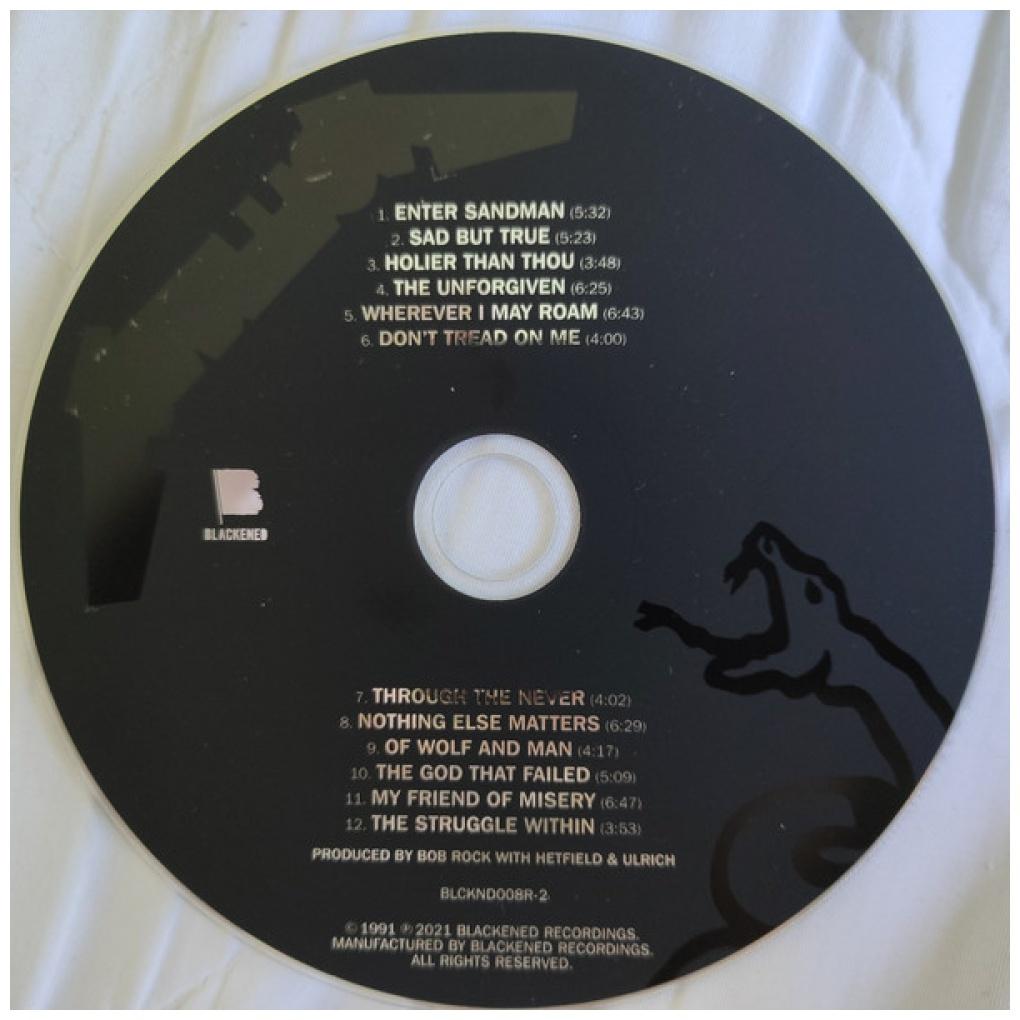 1. ENTER SANDMAN (5:32)
2. SAD BUT TRUE (5:23)
3. HOLIER THAN THOU (3:48)
4. THE UNFORGIVEN (6:25)
5. WHEREVER I MAY ROAM (6:43)
6. DON'T TREAD ON ME (4:00)
B
BLACKENED
7. THROUGH THE NEVER (4:02)
8. NOTHING ELSE MATTERS (6:29)
9. OF WOLF AND MAN (4:17)
10. THE GOD THAT FAILED (5:09)
11. MY FRIEND OF MISERY (6:47)
12. THE STRUGGLE WITHIN (3:53)
PRODUCED BY BOB ROCK WITH HETFIELD & ULRICH
BLCKND008R-2
© 1991 ℗ 2021 BLACKENED RECORDINGS.
MANUFACTURED BY BLACKENED RECORDINGS.
ALL RIGHTS RESERVED.